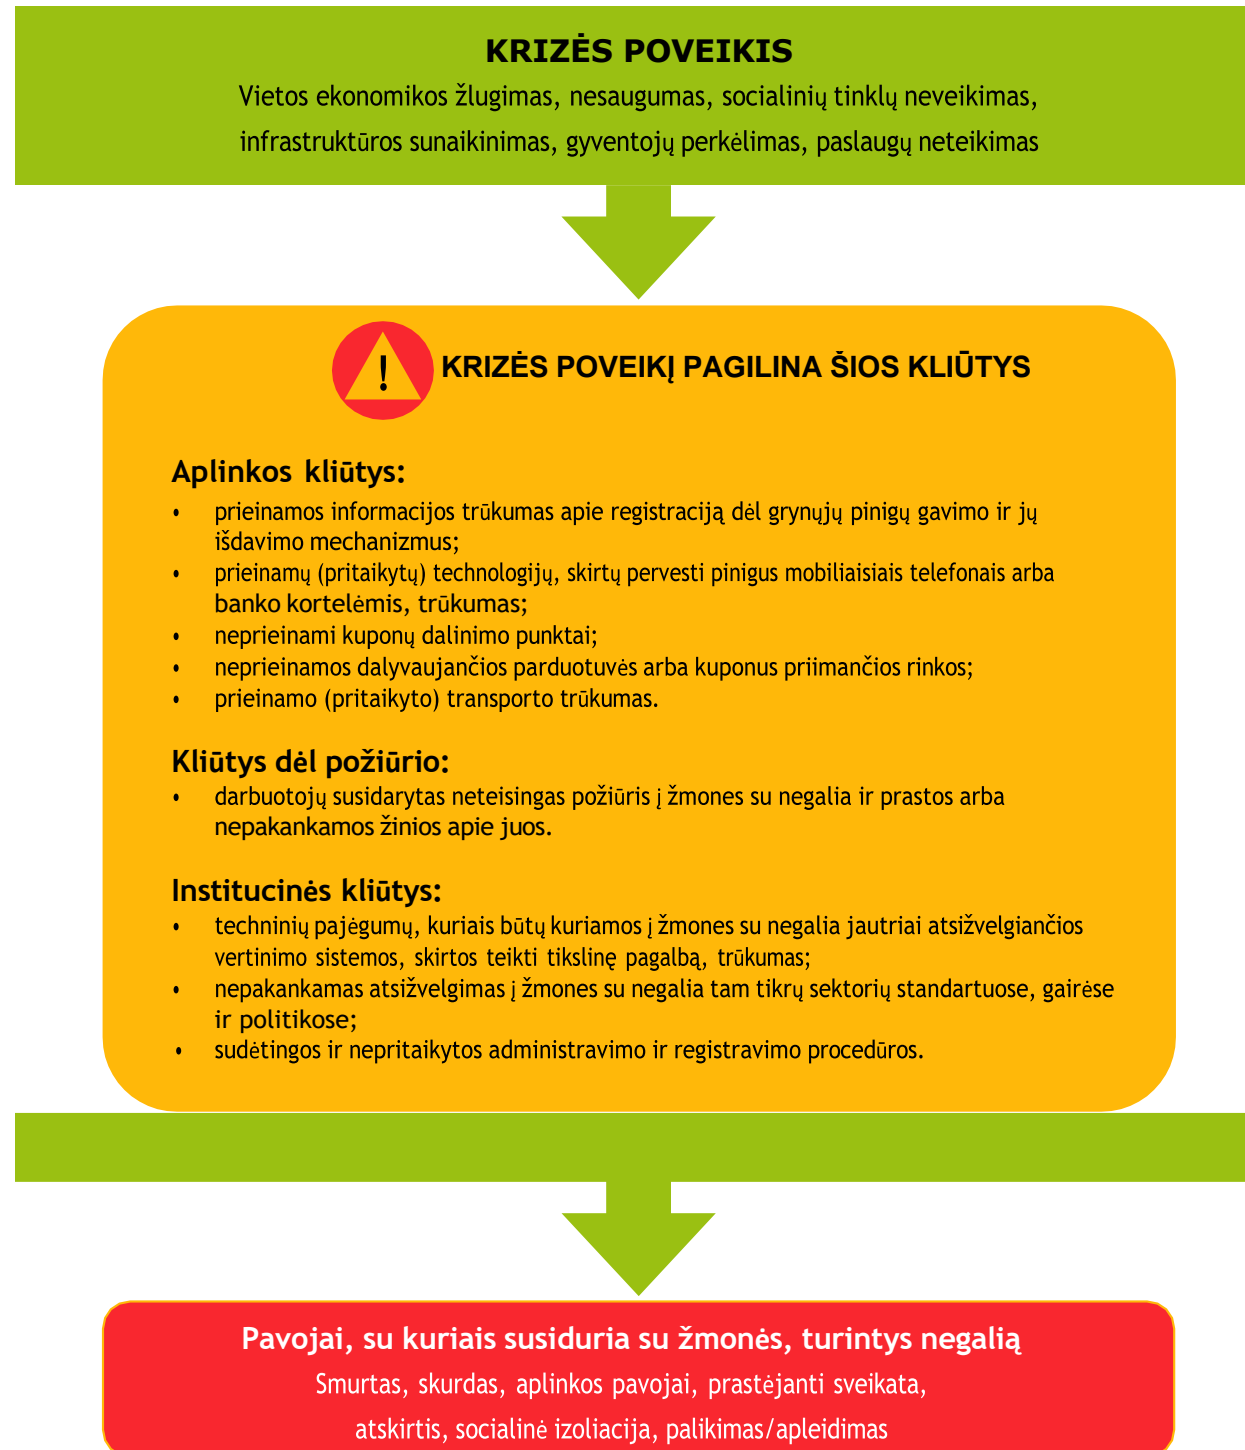 KRIZĖS POVEIKIS
Vietos ekonomikos žlugimas, nesaugumas, socialinių tinklų neveikimas,
infrastruktūros sunaikinimas, gyventojų perkėlimas, paslaugų neteikimas
! KRIZĖS POVEIKĮ PAGILINA ŠIOS KLIŪTYS
Aplinkos kliūtys:
• prieinamos informacijos trūkumas apie registraciją dėl grynųjų pinigų gavimo ir jų
išdavimo mechanizmus;
• prieinamų (pritaikytų) technologijų, skirtų pervesti pinigus mobiliaisiais telefonais arba
banko kortelėmis, trūkumas;
• neprieinami kuponų dalinimo punktai;
• neprieinamos dalyvaujančios parduotuvės arba kuponus priimančios rinkos;
• prieinamo (pritaikyto) transporto trūkumas.
Kliūtys dėl požiūrio:
• darbuotojų susidarytas neteisingas požiūris į žmones su negalia ir prastos arba
nepakankamos žinios apie juos.
Institucinės kliūtys:
• techninių pajėgumų, kuriais būtų kuriamos į žmones su negalia jautriai atsižvelgiančios
vertinimo sistemos, skirtos teikti tikslinę pagalbą, trūkumas;
• nepakankamas atsižvelgimas į žmones su negalia tam tikrų sektorių standartuose, gairėse
ir politikose;
• sudėtingos ir nepritaikytos administravimo ir registravimo procedūros.
Pavojai, su kuriais susiduria su žmonės, turintys negalią
Smurtas, skurdas, aplinkos pavojai, prastėjanti sveikata,
atskirtis, socialinė izoliacija, palikimas/apleidimas